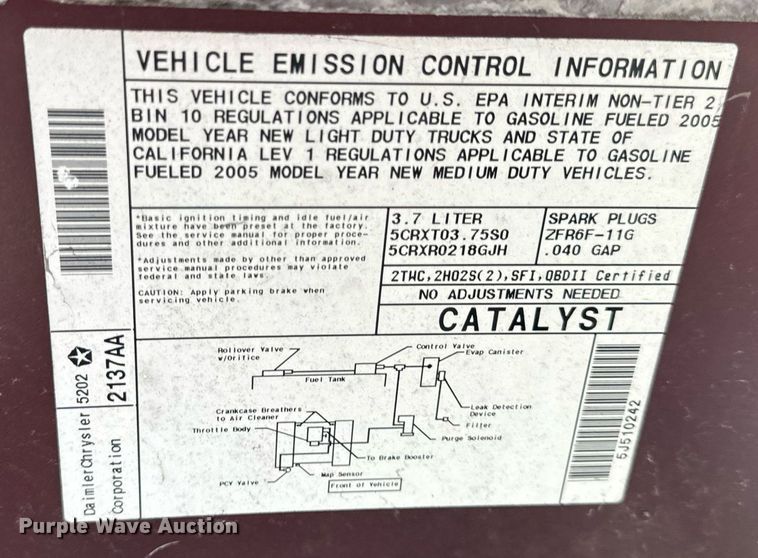 VEHICLE EMISSION CONTROL INFORMATION
THIS VEHICLE CONFORMS TO U.S. EPA INTERIM NON-TIER 2,
BIN 10 REGULATIONS APPLICABLE TO GASOLINE FUELED 2005
MODEL YEAR NEW LIGHT DUTY TRUCKS AND STATE OF
CALIFORNIA LEV 1 REGULATIONS APPLICABLE TO GASOLINE
FUELED 2005 MODEL YEAR NEW MEDIUM DUTY VEHICLES.
*Basic ignition timing and idle fuel/air
mixture have been preset at the factory.
See the service manual for proper proce-
dures and other additional information.
*Adjustments made by other than approved
service manual procedures may violate
federal and state laws.
CAUTION: Apply parking brake when
servicing vehicle.
3.7 LITER
5CRXT03.75S0
5CRXR0218GJH
SPARK PLUGS
ZFR6F-11G
.040 GAP
2TWC,2HO2S(2),SFI,OBDII Certified
NO ADJUSTMENTS NEEDED
CATALYST
Rollover Valve
w/Orifice
Fuel Tank
Control Valve
Evap Canister
Crankcase Breathers
to Air Cleaner
Throttle Body
Leak Detection
Device
Filter
Purge Solenoid
To Brake Booster
Map Sensor
PCV Valve
Front of Vehicle
DaimlerChrysler
Corporation
5202
2137AA
5J510242
Purple Wave Auction